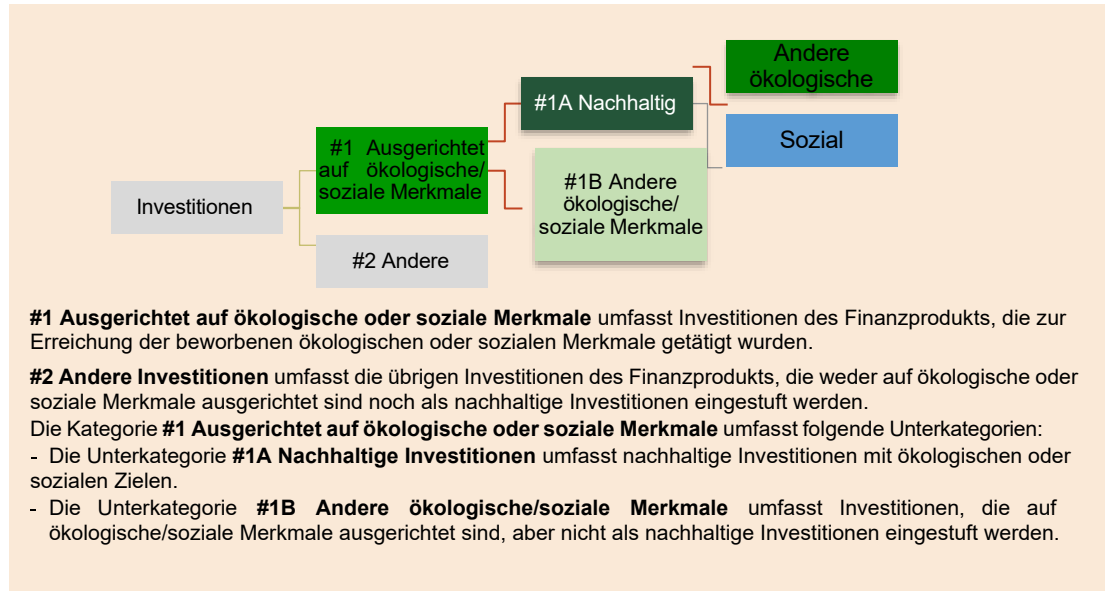 Andere
ökologische
#1A Nachhaltig
Sozial
#1 Ausgerichtet
auf ökologische/
soziale Merkmale
#1B Andere
ökologische/
soziale Merkmale
Investitionen
#2 Andere
#1 Ausgerichtet auf ökologische oder soziale Merkmale umfasst Investitionen des Finanzprodukts, die zur
Erreichung der beworbenen ökologischen oder sozialen Merkmale getätigt wurden.
#2 Andere Investitionen umfasst die übrigen Investitionen des Finanzprodukts, die weder auf ökologische oder
soziale Merkmale ausgerichtet sind noch als nachhaltige Investitionen eingestuft werden.
Die Kategorie #1 Ausgerichtet auf ökologische oder soziale Merkmale umfasst folgende Unterkategorien:
- Die Unterkategorie #1A Nachhaltige Investitionen umfasst nachhaltige Investitionen mit ökologischen oder
sozialen Zielen.
- Die Unterkategorie #1B Andere ökologische/soziale Merkmale umfasst Investitionen, die auf
ökologische/soziale Merkmale ausgerichtet sind, aber nicht als nachhaltige Investitionen eingestuft werden.